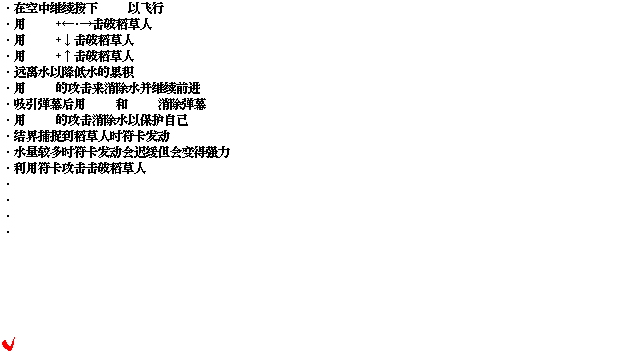 ·在空中继续按下 以飞行
·用 +←·→击破稻草人
·用 +↓击破稻草人
·用 +↑击破稻草人
·远离水以降低水的累积
·用 的攻击来消除水并继续前进
·吸引弹幕后用 和 消除弹幕
·用 的攻击消除水以保护自己
·结界捕捉到稻草人时符卡发动
·水量较多时符卡发动会迟缓但会变得强力
·利用符卡攻击击破稻草人
·
·
·
·